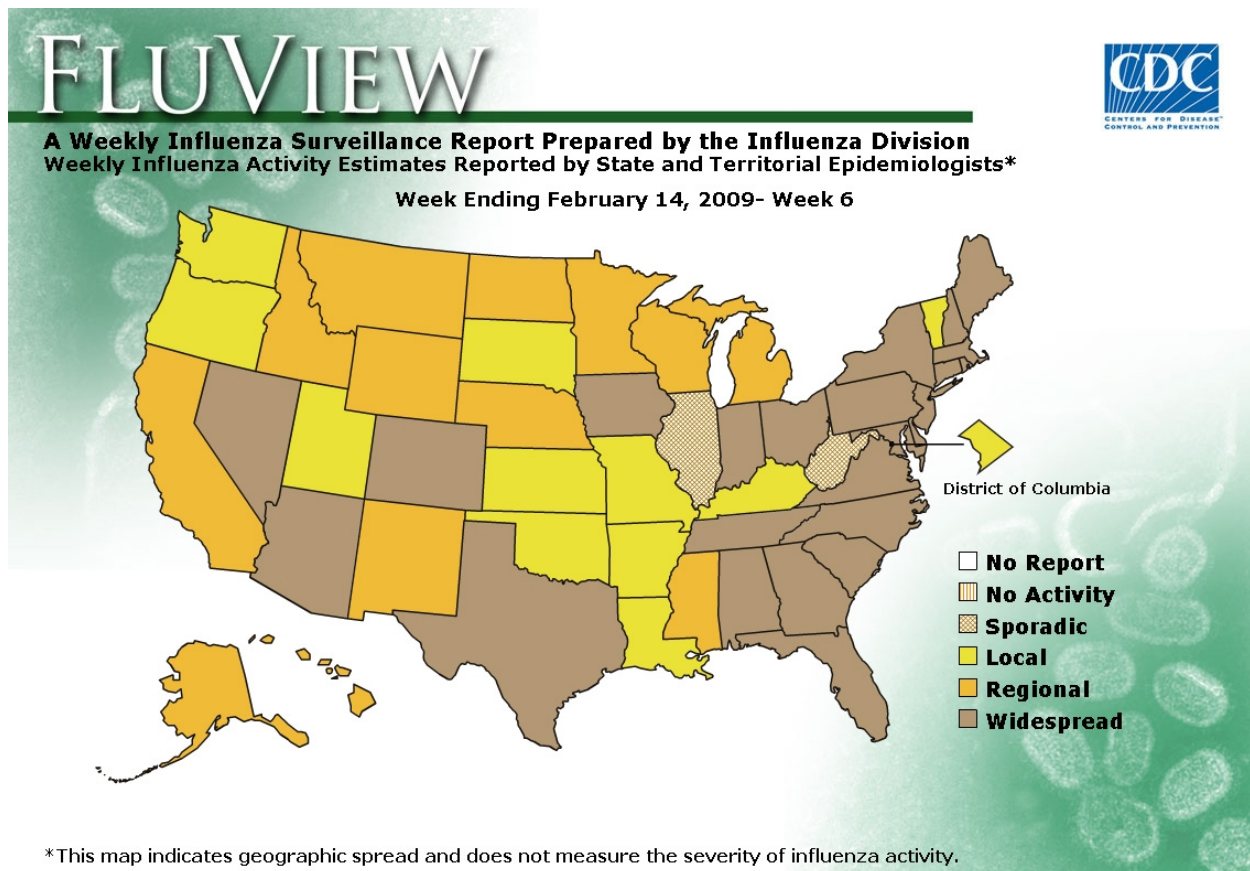 FLUVIEW
CDC
CENTERS FOR DISEASE™
CONTROL AND PREVENTION
A Weekly Influenza Surveillance Report Prepared by the Influenza Division
Weekly Influenza Activity Estimates Reported by State and Territorial Epidemiologists*
Week Ending February 14, 2009- Week 6
District of Columbia
No Report
No Activity
Sporadic
Local
Regional
Widespread
*This map indicates geographic spread and does not measure the severity of influenza activity.